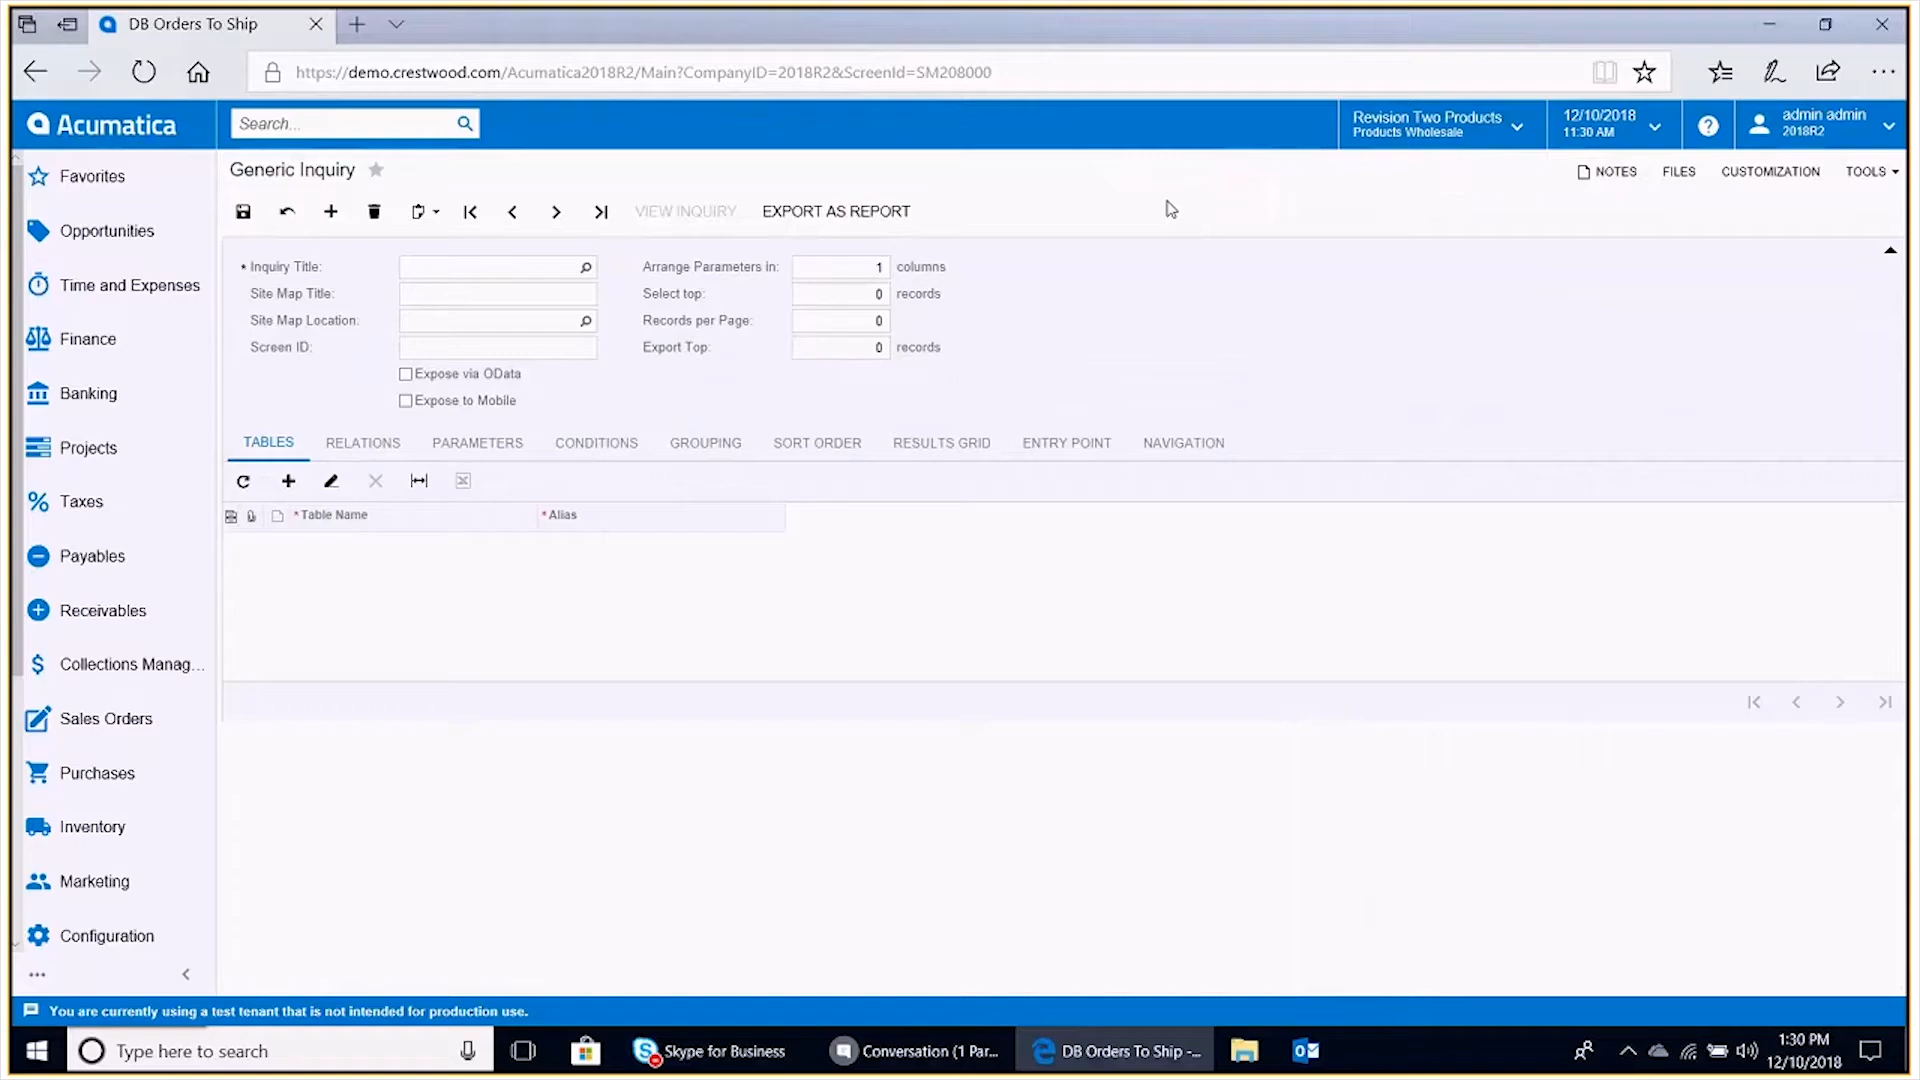 DB Orders To Ship
https://demo.crestwood.com/Acumatica2018R2/Main?CompanyID=2018R2&ScreenId=SM208000
Acumatica
Search...
Revision Two Products
Products Wholesale
12/10/2018
11:30 AM
?
admin admin
2018R2
Favorites
Opportunities
Time and Expenses
Finance
Banking
Projects
Taxes
Payables
Receivables
Collections Manag...
Sales Orders
Purchases
Inventory
Marketing
Configuration
Generic Inquiry
NOTES
FILES
CUSTOMIZATION
TOOLS
VIEW INQUIRY
EXPORT AS REPORT
* Inquiry Title:
Site Map Title:
Site Map Location:
Screen ID:
Expose via OData
Expose to Mobile
Arrange Parameters in: 1 columns
Select top: 0 records
Records per Page: 0
Export Top: 0 records
TABLES
RELATIONS
PARAMETERS
CONDITIONS
GROUPING
SORT ORDER
RESULTS GRID
ENTRY POINT
NAVIGATION
* Table Name
* Alias
You are currently using a test tenant that is not intended for production use.
Type here to search
Skype for Business
Conversation (1 Par...
DB Orders To Ship -...
1:30 PM
12/10/2018